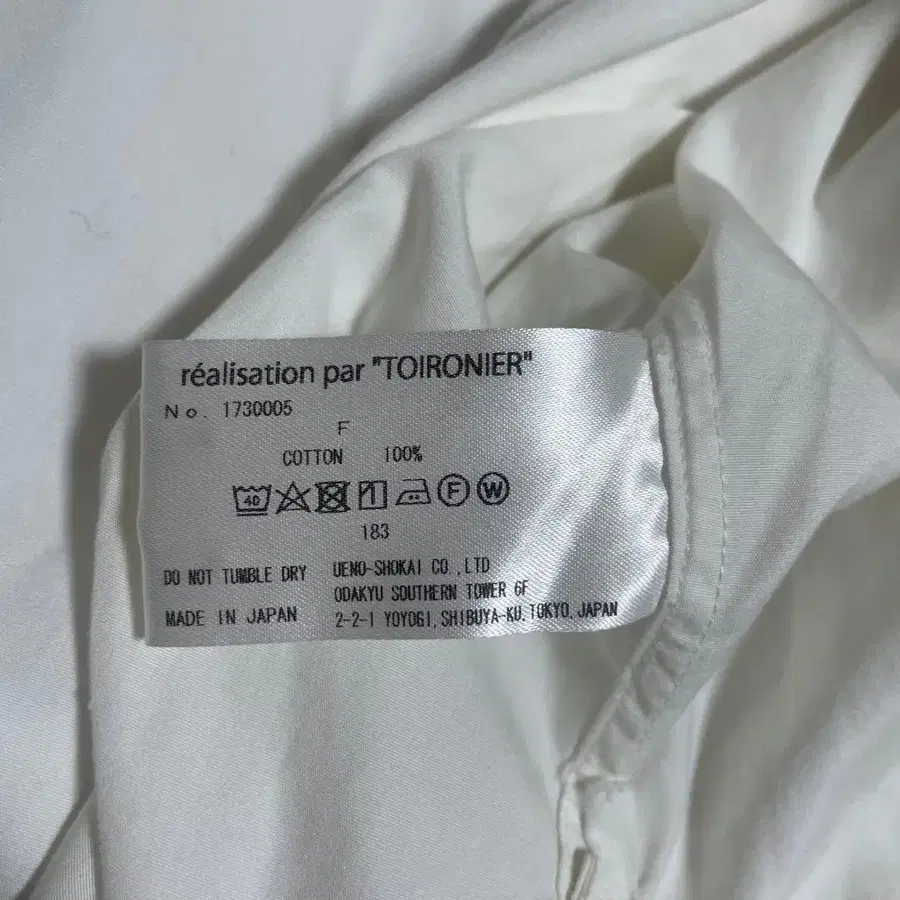 réalisation par "TOIRONIER"
No. 1730005
F
COTTON 100%
40 F W
183
DO NOT TUMBLE DRY
MADE IN JAPAN
UENO-SHOKAI CO.,LTD
ODAKYU SOUTHERN TOWER 6F
2-2-1 YOYOGI,SHIBUYA-KU,TOKYO,JAPAN